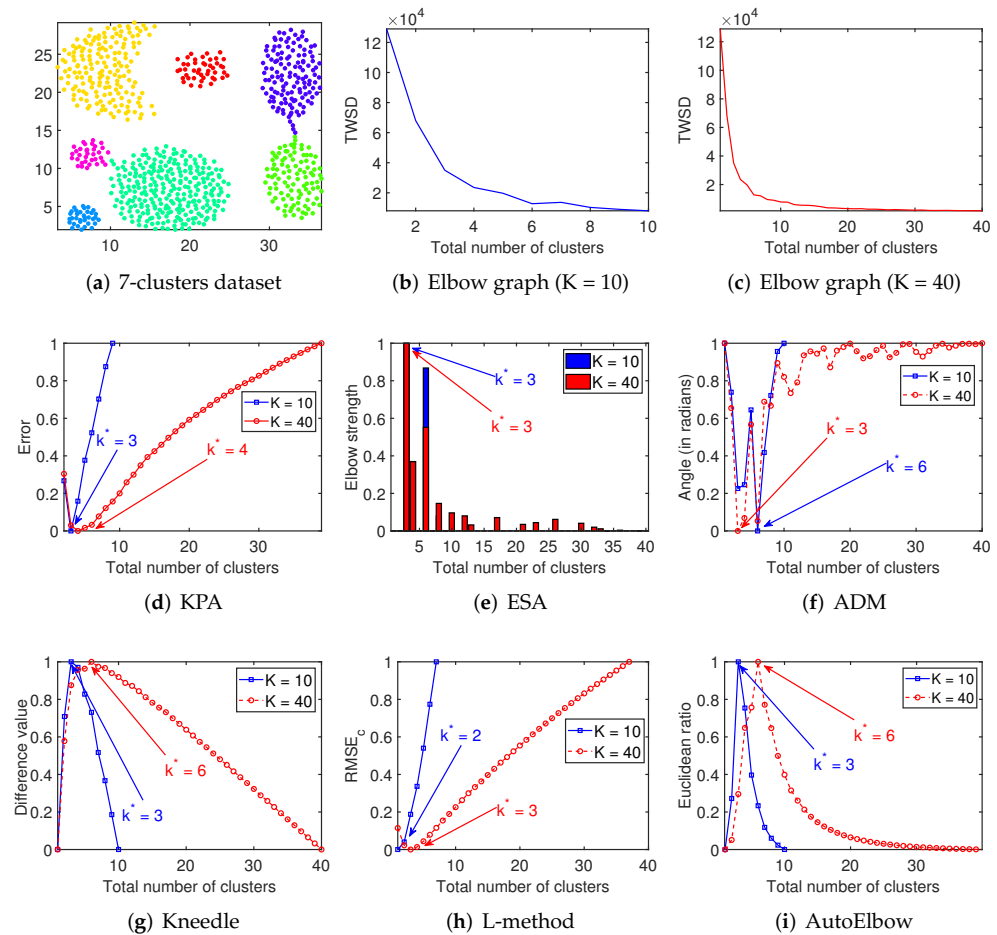 ×10^4
×10^4
25
20
15
10
5
10
20
30
TWSD
12
10
8
6
4
2
2
4
6
8
10
Total number of clusters
TWSD
12
10
8
6
4
2
10
20
30
40
Total number of clusters
(a) 7-clusters dataset
(b) Elbow graph (K = 10)
(c) Elbow graph (K = 40)
Error
1
0.8
0.6
0.4
0.2
0
10
20
30
K = 10
K = 40
k* = 3
k* = 4
Total number of clusters
Elbow strength
1
0.8
0.6
0.4
0.2
0
5
10
15
20
25
30
35
40
K = 10
K = 40
k* = 3
k* = 3
Total number of clusters
Angle (in radians)
1
0.8
0.6
0.4
0.2
0
10
20
30
40
K = 10
K = 40
k* = 3
k* = 6
Total number of clusters
(d) KPA
(e) ESA
(f) ADM
Difference value
1
0.8
0.6
0.4
0.2
0
10
20
30
40
K = 10
K = 40
k* = 6
k* = 3
Total number of clusters
RMSE_c
1
0.8
0.6
0.4
0.2
0
10
20
30
40
K = 10
K = 40
k* = 2
k* = 3
Total number of clusters
Euclidean ratio
1
0.8
0.6
0.4
0.2
0
10
20
30
40
K = 10
K = 40
k* = 6
k* = 3
Total number of clusters
(g) Kneedle
(h) L-method
(i) AutoElbow